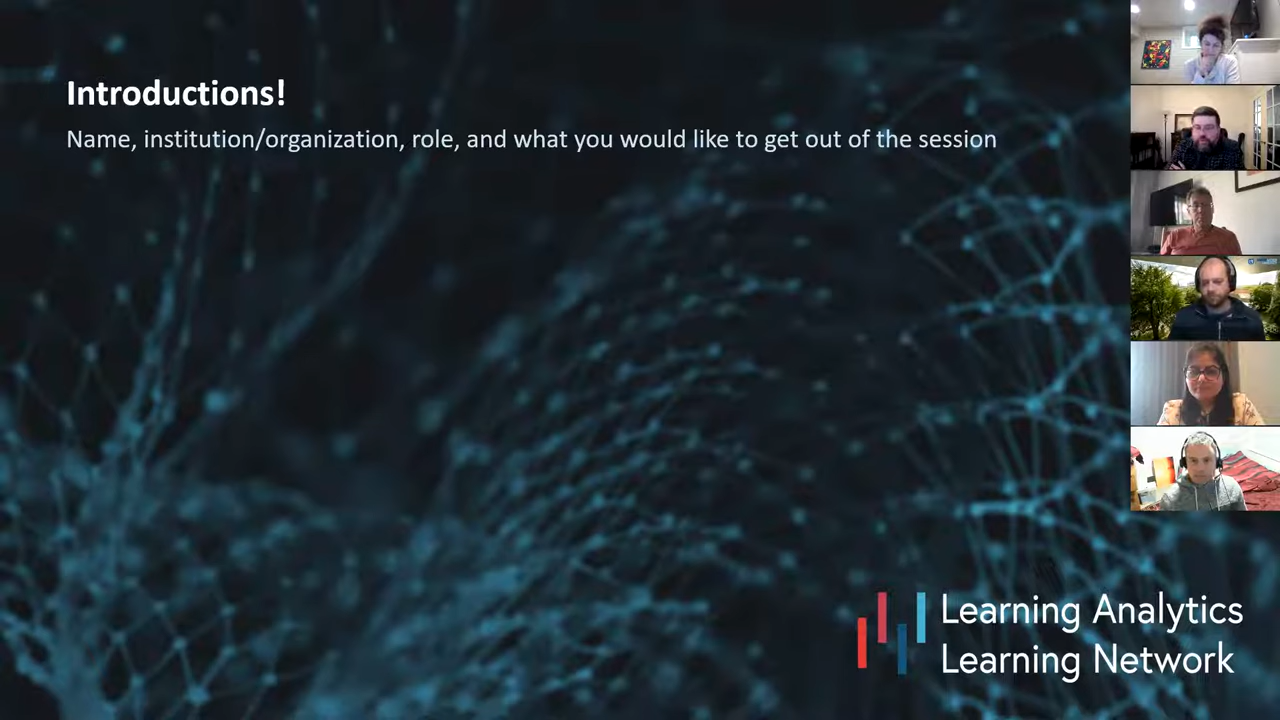 Introductions!
Name, institution/organization, role, and what you would like to get out of the session
Learning Analytics
Learning Network